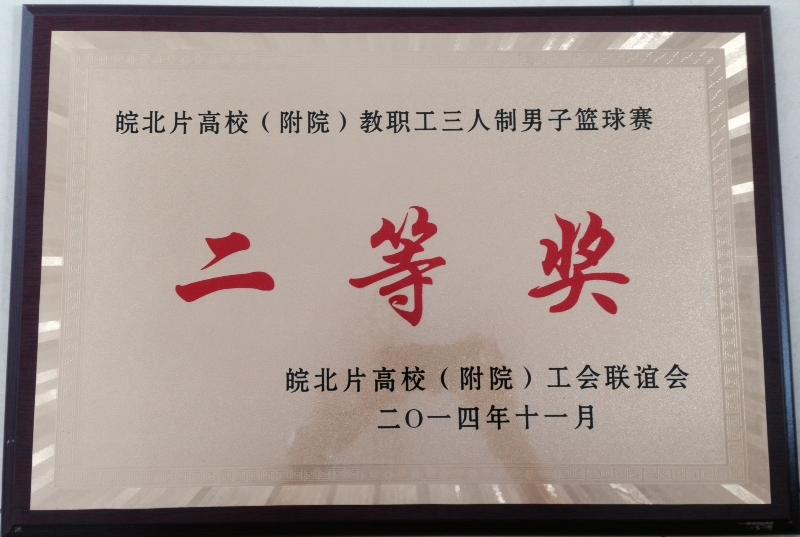 皖北片高校（附院）教职工三人制男子篮球赛
二等奖
皖北片高校（附院）工会联谊会
二〇一四年十一月